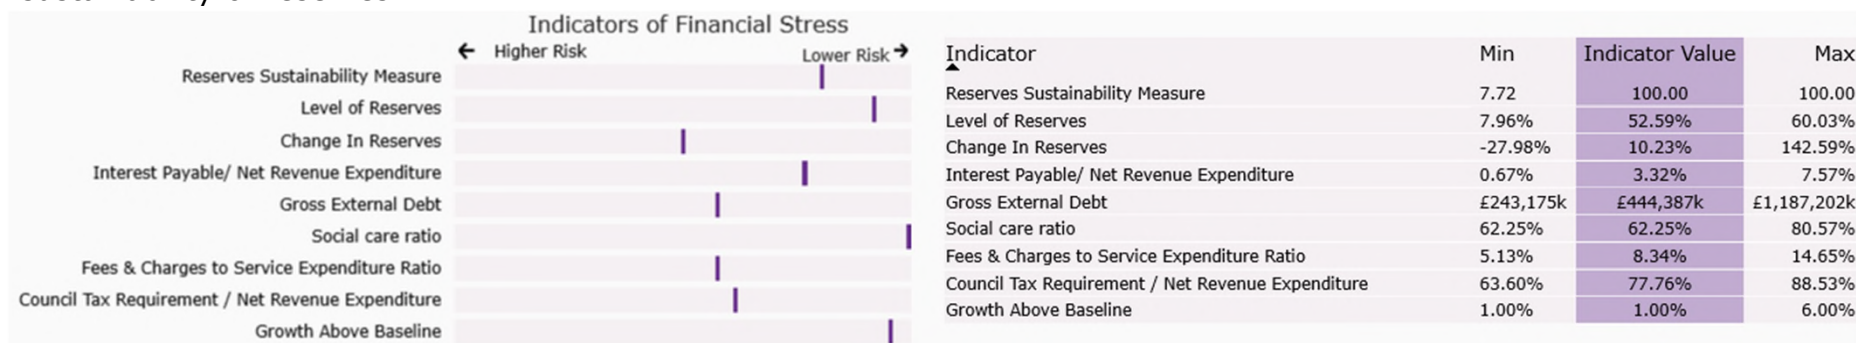 Indicators of Financial Stress
Higher Risk
Lower Risk
Reserves Sustainability Measure
Level of Reserves
Change In Reserves
Interest Payable/ Net Revenue Expenditure
Gross External Debt
Social care ratio
Fees & Charges to Service Expenditure Ratio
Council Tax Requirement / Net Revenue Expenditure
Growth Above Baseline
Indicator Min Indicator Value Max
Reserves Sustainability Measure 7.72 100.00 100.00
Level of Reserves 7.96% 52.59% 60.03%
Change In Reserves -27.98% 10.23% 142.59%
Interest Payable/ Net Revenue Expenditure 0.67% 3.32% 7.57%
Gross External Debt £243,175k £444,387k £1,187,202k
Social care ratio 62.25% 62.25% 80.57%
Fees & Charges to Service Expenditure Ratio 5.13% 8.34% 14.65%
Council Tax Requirement / Net Revenue Expenditure 63.60% 77.76% 88.53%
Growth Above Baseline 1.00% 1.00% 6.00%